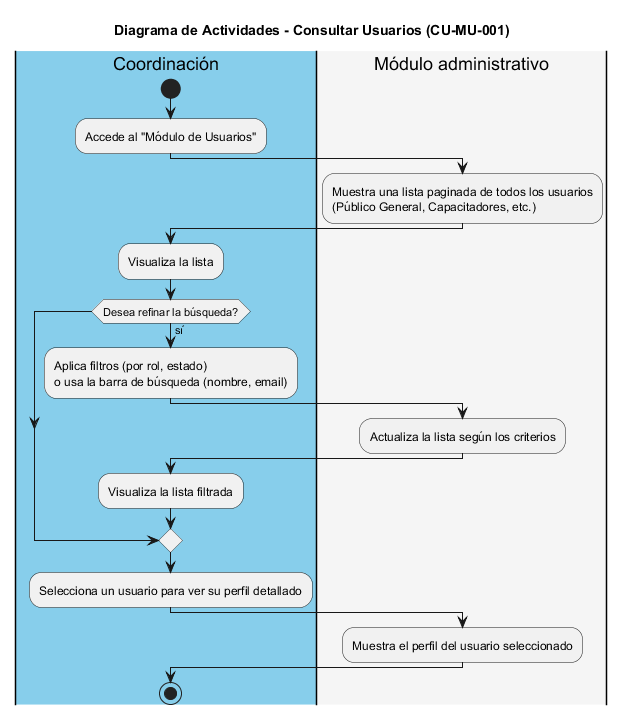 Diagrama de Actividades - Consultar Usuarios (CU-MU-001)
Coordinación
Módulo administrativo
Accede al "Módulo de Usuarios"
Muestra una lista paginada de todos los usuarios
(Público General, Capacitadores, etc.)
Visualiza la lista
Desea refinar la búsqueda?
sí
Aplica filtros (por rol, estado)
o usa la barra de búsqueda (nombre, email)
Actualiza la lista según los criterios
Visualiza la lista filtrada
Selecciona un usuario para ver su perfil detallado
Muestra el perfil del usuario seleccionado